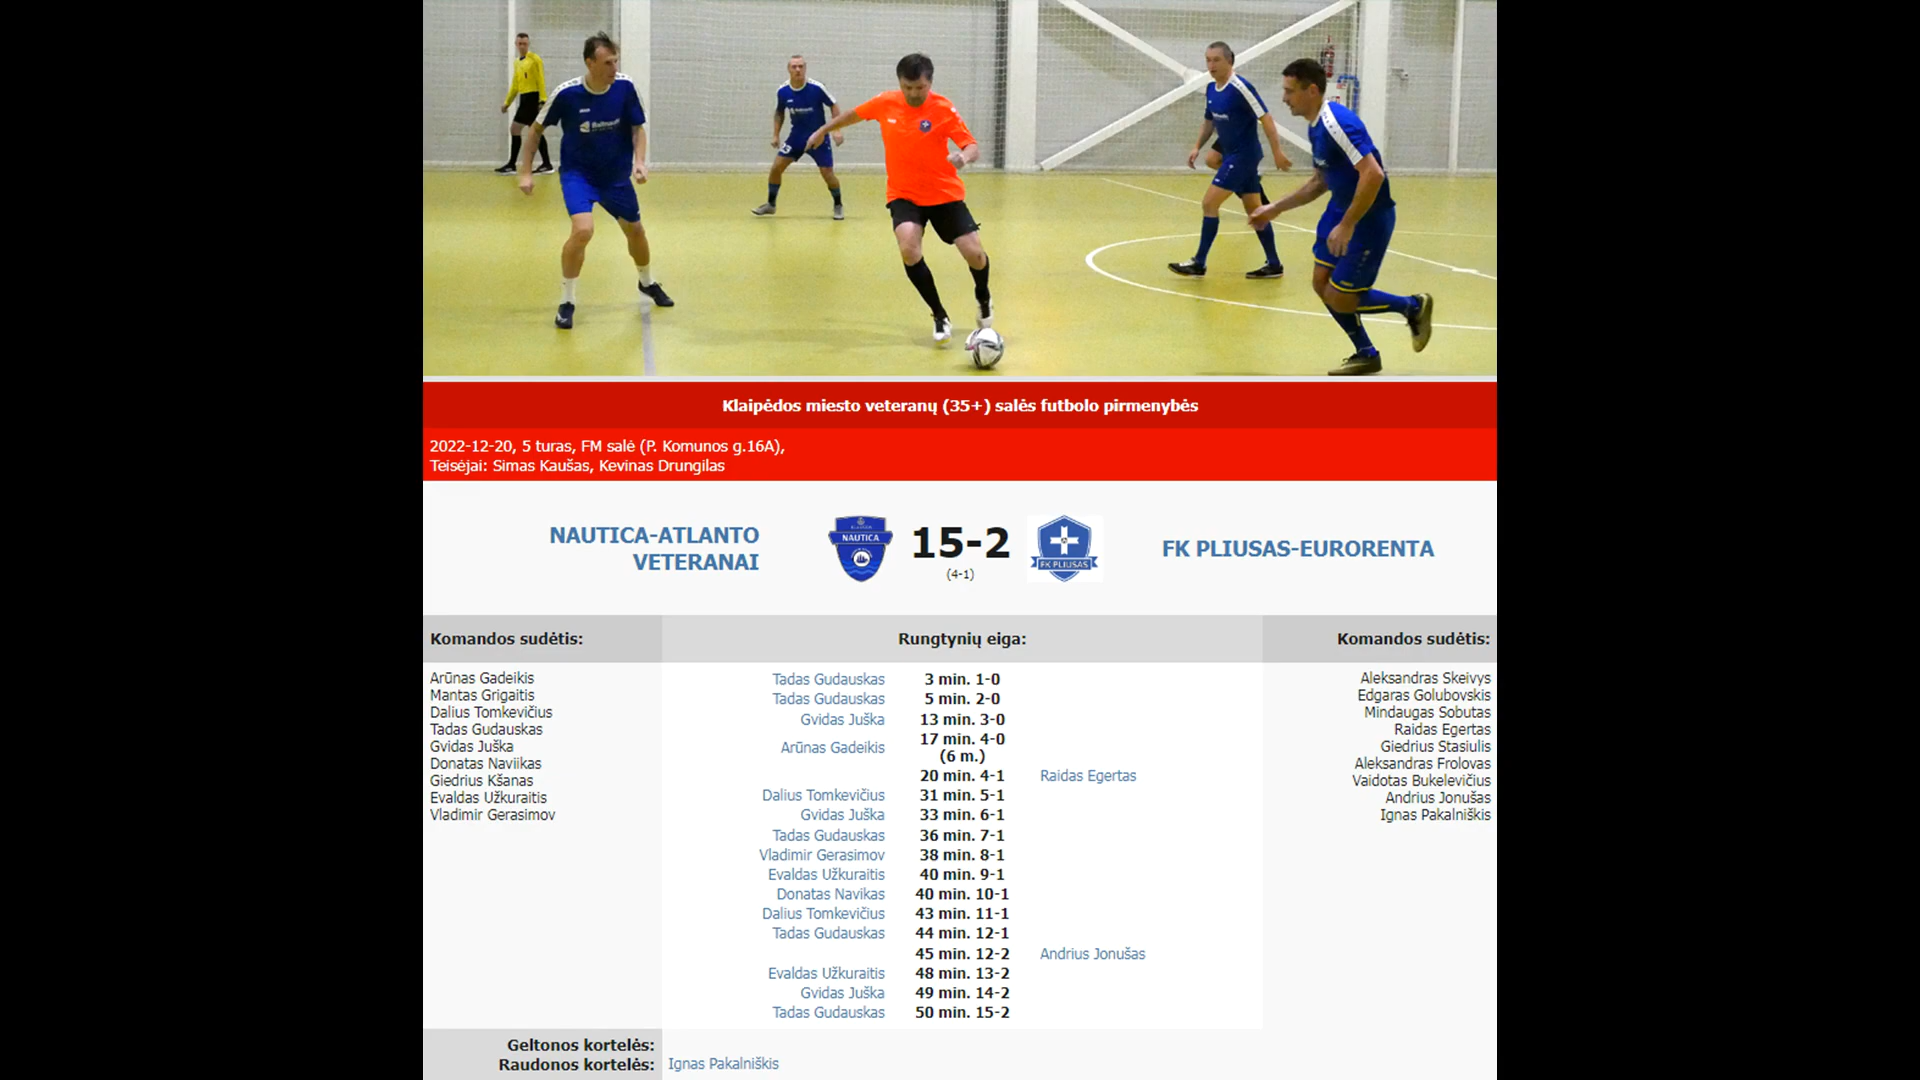 Klaipėdos miesto veteranų (35+) salės futbolo pirmenybės
2022-12-20, 5 turas, FM salė (P. Komunos g.16A),
Teisėjai: Simas Kaušas, Kevinas Drungilas
NAUTICA-ATLANTO
VETERANAI
NAUTICA
15-2
(4-1)
FK PLIUSAS
FK PLIUSAS-EURORENTA
Komandos sudėtis:
Arūnas Gadeikis
Mantas Grigaitis
Dalius Tomkevičius
Tadas Gudauskas
Gvidas Juška
Donatas Naviikas
Giedrius Kšanas
Evaldas Užkuraitis
Vladimir Gerasimov
Rungtynių eiga:
Tadas Gudauskas 3 min. 1-0
Tadas Gudauskas 5 min. 2-0
Gvidas Juška 13 min. 3-0
Arūnas Gadeikis 17 min. 4-0
(6 m.)
20 min. 4-1 Raidas Egertas
Dalius Tomkevičius 31 min. 5-1
Gvidas Juška 33 min. 6-1
Tadas Gudauskas 36 min. 7-1
Vladimir Gerasimov 38 min. 8-1
Evaldas Užkuraitis 40 min. 9-1
Donatas Navikas 40 min. 10-1
Dalius Tomkevičius 43 min. 11-1
Tadas Gudauskas 44 min. 12-1
45 min. 12-2 Andrius Jonušas
Evaldas Užkuraitis 48 min. 13-2
Gvidas Juška 49 min. 14-2
Tadas Gudauskas 50 min. 15-2
Komandos sudėtis:
Aleksandras Skeivys
Edgaras Golubovskis
Mindaugas Sobutas
Raidas Egertas
Giedrius Stasiulis
Aleksandras Frolovas
Vaidotas Bukelevičius
Andrius Jonušas
Ignas Pakalniškis
Geltonos kortelės:
Raudonos kortelės: Ignas Pakalniškis